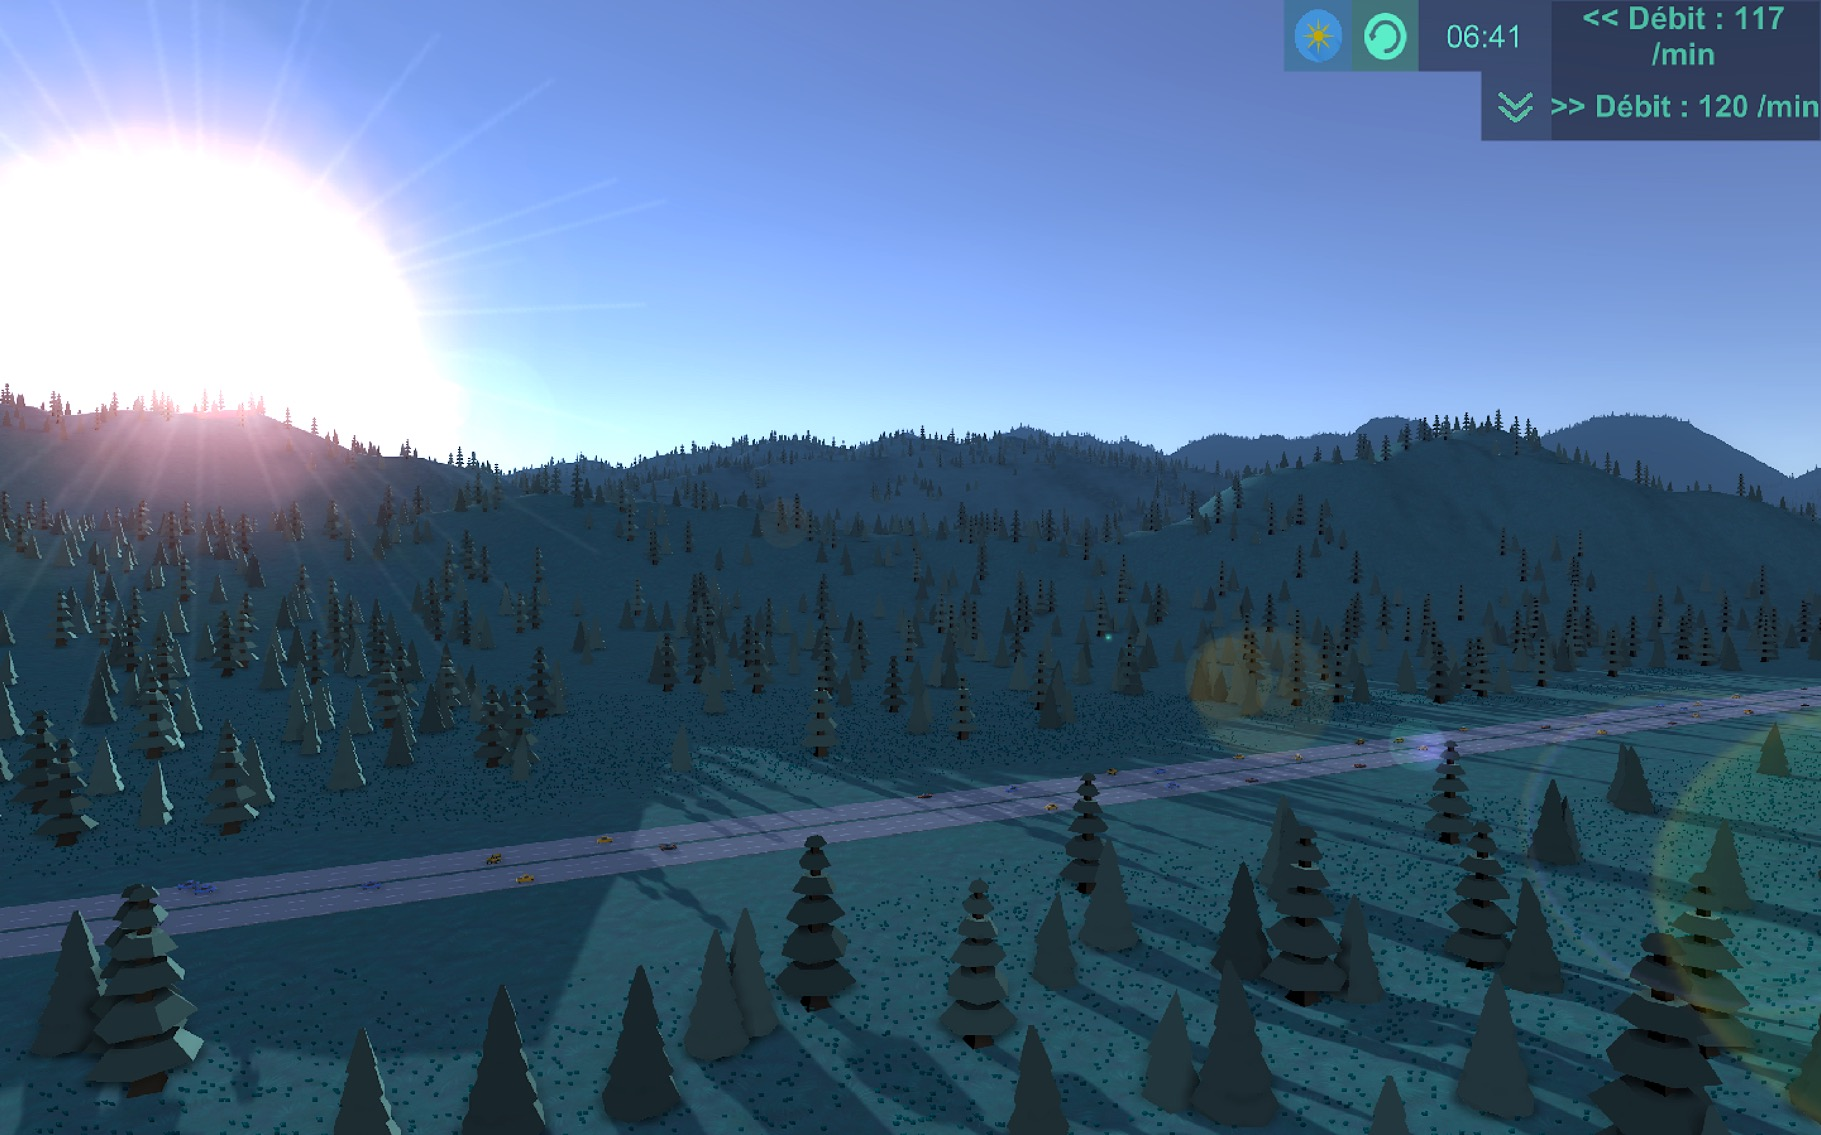 06:41
<< Débit : 117
/min
>> Débit : 120 /min